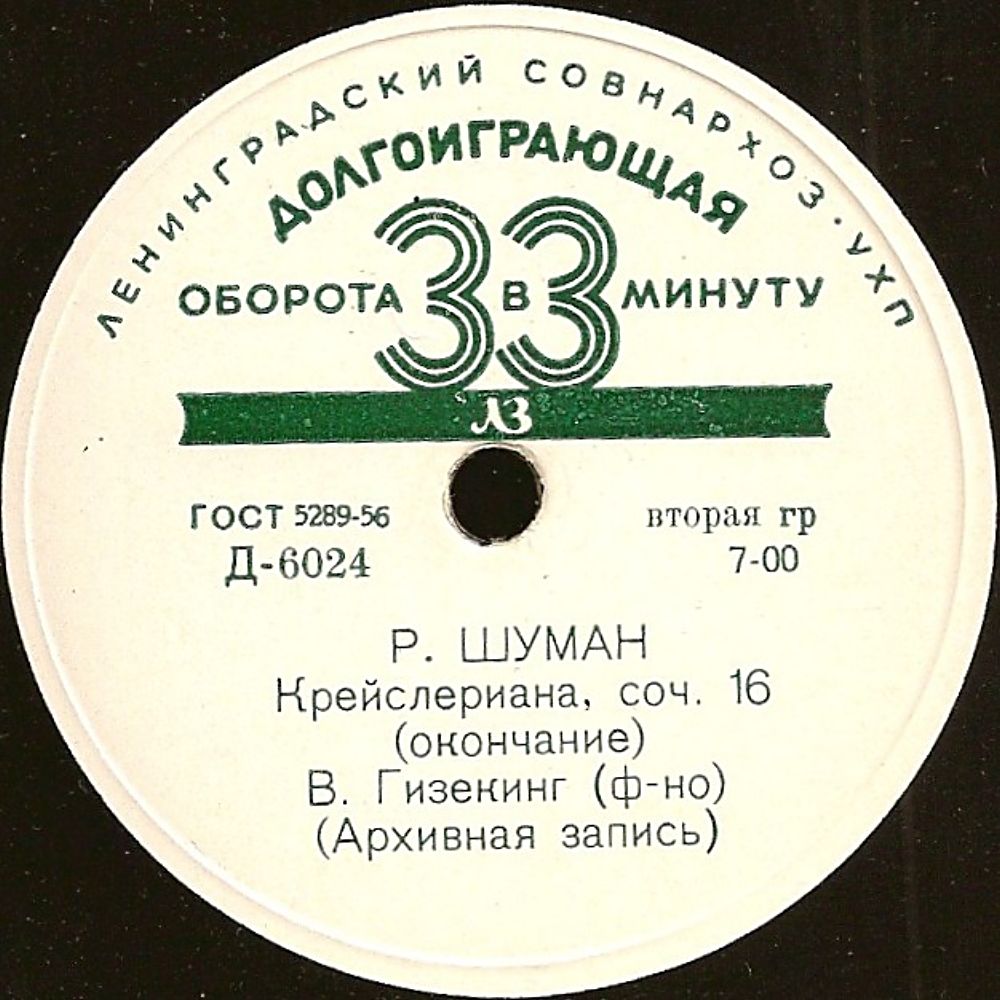 ЛЕНИНГРАДСКИЙ СОВНАРХОЗ · УХП
ДОЛГОИГРАЮЩАЯ
ОБОРОТА 33 В МИНУТУ
ЛЗ
ГОСТ 5289-56
вторая гр
Д-6024
7-00
Р. ШУМАН
Крейслериана, соч. 16
(окончание)
В. Гизекинг (ф-но)
(Архивная запись)